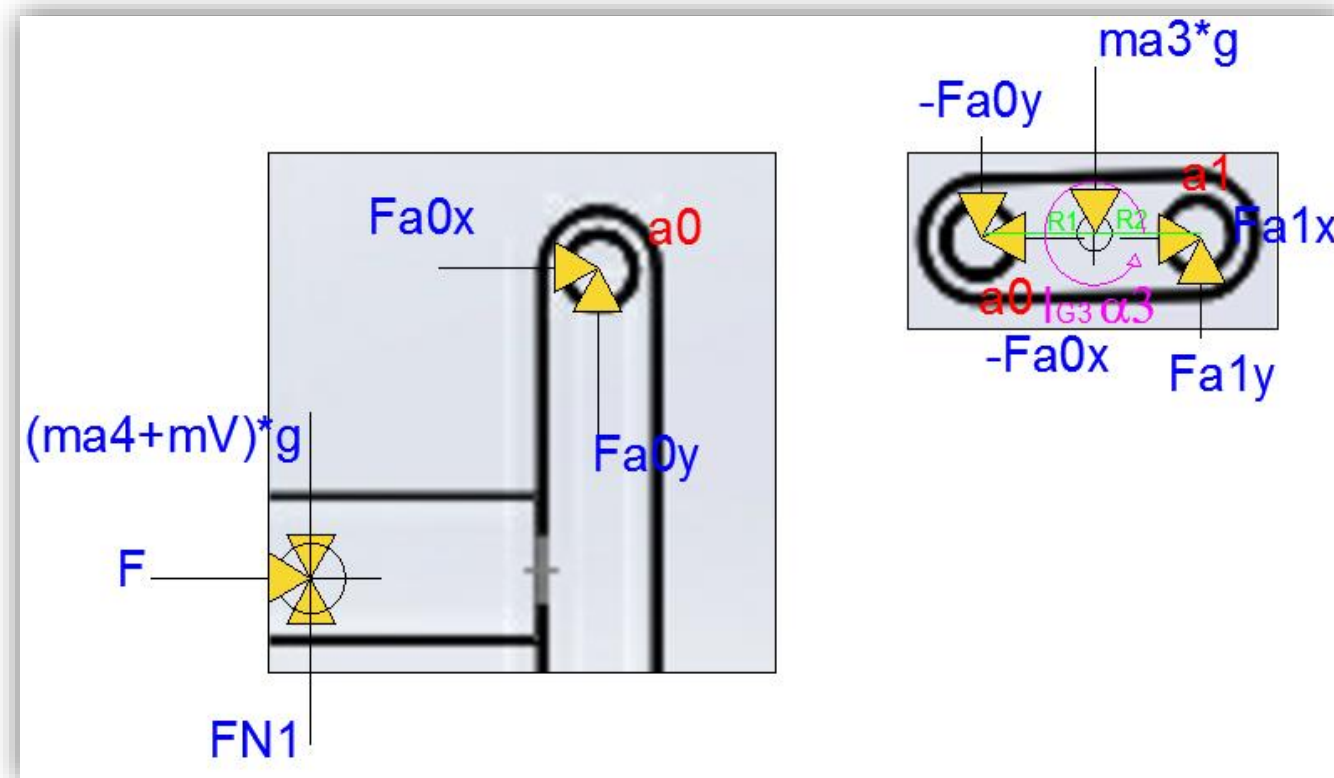 ma3*g
-Fa0y
Fa0x
a0
a1
R1
R2
Fa1x
a0
IG3 α3
-Fa0x
Fa1y
(ma4+mV)*g
Fa0y
F
FN1